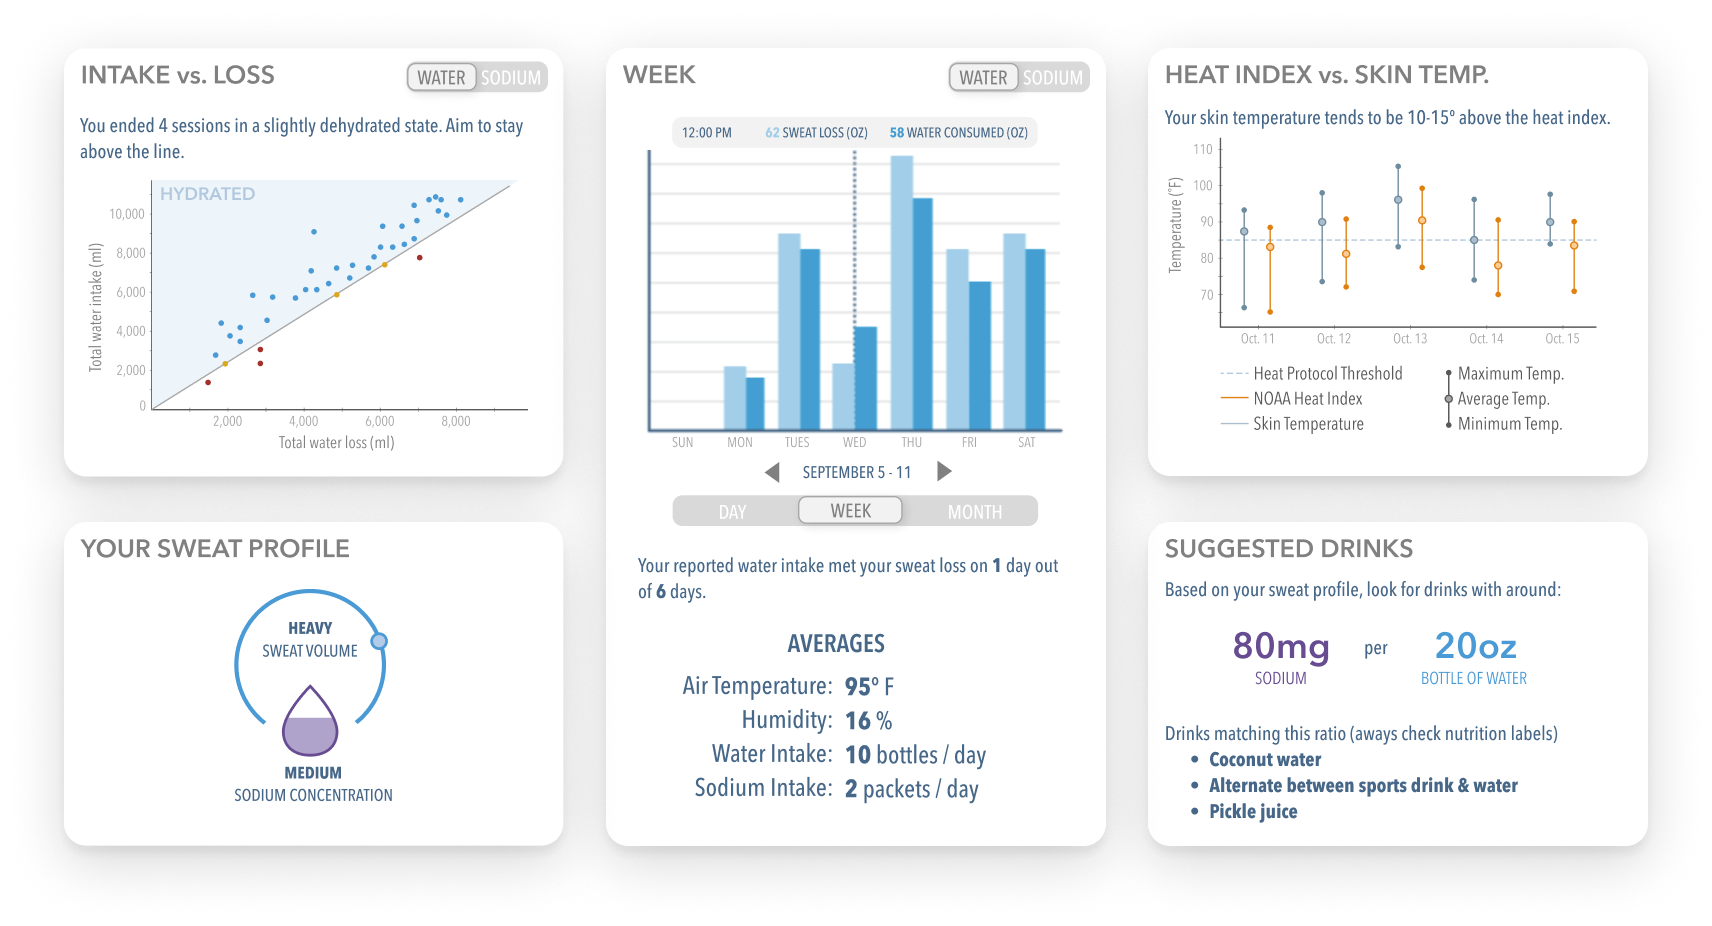 INTAKE vs. LOSS
WATER SODIUM
You ended 4 sessions in a slightly dehydrated state. Aim to stay
above the line.
HYDRATED
Total water intake (ml)
10,000
8,000
6,000
4,000
2,000
0
2,000 4,000 6,000 8,000
Total water loss (ml)
YOUR SWEAT PROFILE
HEAVY
SWEAT VOLUME
MEDIUM
SODIUM CONCENTRATION
WEEK
WATER SODIUM
12:00 PM 62 SWEAT LOSS (OZ) 58 WATER CONSUMED (OZ)
SUN MON TUES WED THU FRI SAT
SEPTEMBER 5 - 11
DAY WEEK MONTH
Your reported water intake met your sweat loss on 1 day out
of 6 days.
AVERAGES
Air Temperature: 95º F
Humidity: 16 %
Water Intake: 10 bottles / day
Sodium Intake: 2 packets / day
HEAT INDEX vs. SKIN TEMP.
Your skin temperature tends to be 10-15º above the heat index.
Temperature (˚F)
110
100
90
80
70
Oct. 11 Oct. 12 Oct. 13 Oct. 14 Oct. 15
Heat Protocol Threshold Maximum Temp.
NOAA Heat Index Average Temp.
Skin Temperature Minimum Temp.
SUGGESTED DRINKS
Based on your sweat profile, look for drinks with around:
80mg per 20oz
SODIUM BOTTLE OF WATER
Drinks matching this ratio (aways check nutrition labels)
• Coconut water
• Alternate between sports drink & water
• Pickle juice